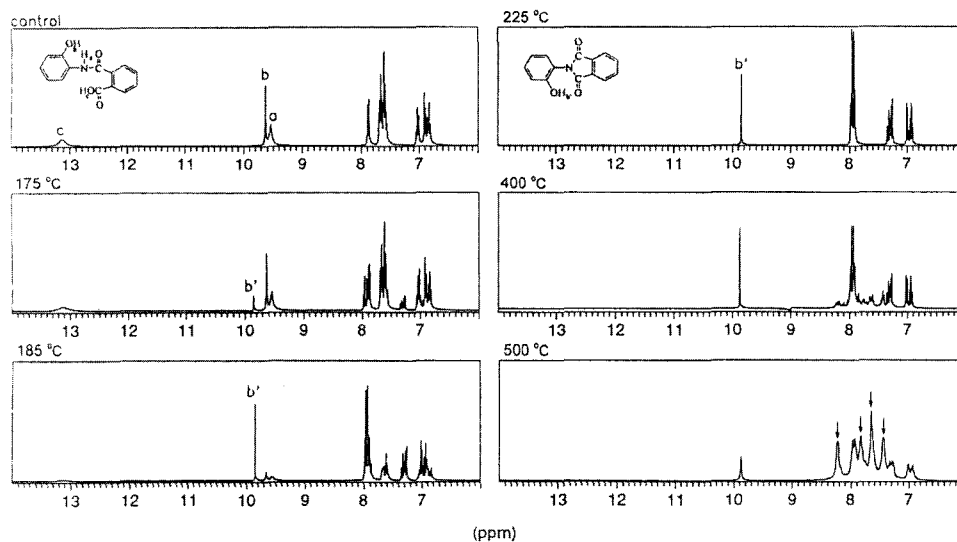 control
OH b
H a
N
C
O
C
H c O
O
b
a
c
13 12 11 10 9 8 7
175 °C
b'
13 12 11 10 9 8 7
185 °C
b'
13 12 11 10 9 8 7
225 °C
O
C
N
C
O
OH b'
b'
13 12 11 10 9 8 7
400 °C
13 12 11 10 9 8 7
500 °C
13 12 11 10 9 8 7
(ppm)